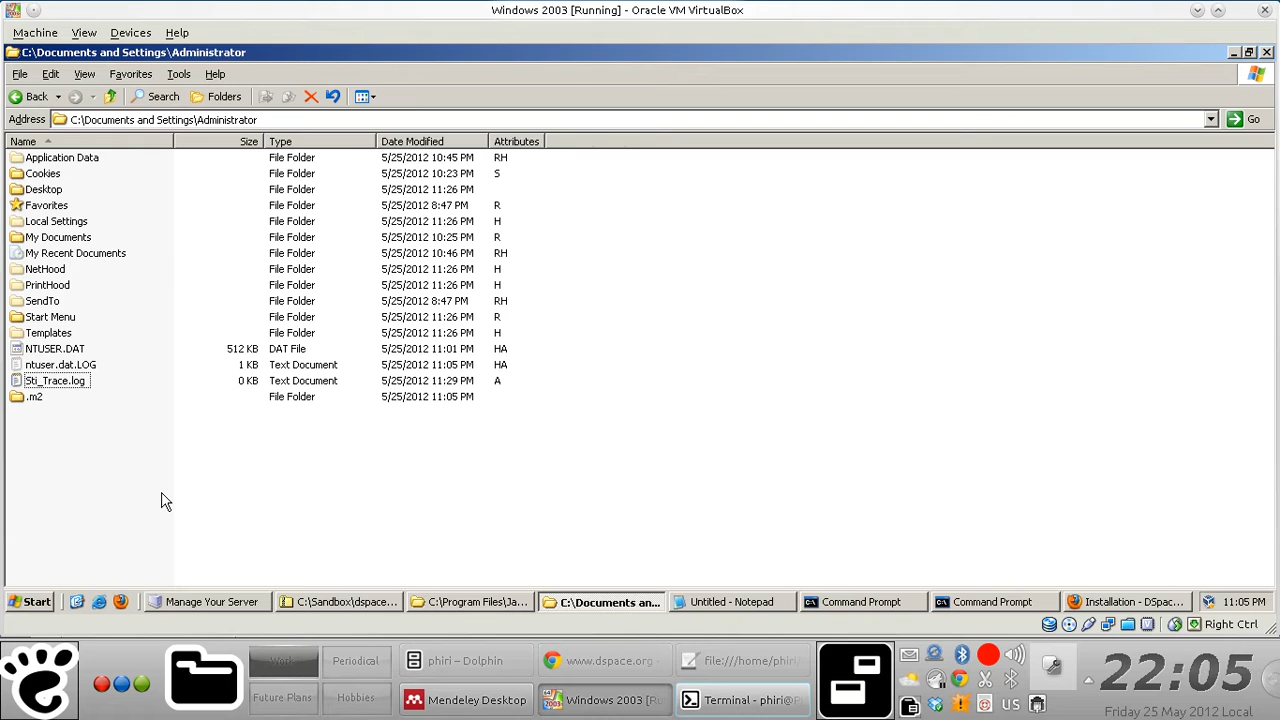 Windows 2003 [Running] - Oracle VM VirtualBox
Machine View Devices Help
C:\Documents and Settings\Administrator
File Edit View Favorites Tools Help
Back Search Folders
Address C:\Documents and Settings\Administrator Go
Name Size Type Date Modified Attributes
Application Data File Folder 5/25/2012 10:45 PM RH
Cookies File Folder 5/25/2012 10:23 PM S
Desktop File Folder 5/25/2012 11:26 PM
Favorites File Folder 5/25/2012 8:47 PM R
Local Settings File Folder 5/25/2012 11:26 PM H
My Documents File Folder 5/25/2012 10:25 PM R
My Recent Documents File Folder 5/25/2012 10:46 PM RH
NetHood File Folder 5/25/2012 11:26 PM H
PrintHood File Folder 5/25/2012 11:26 PM H
SendTo File Folder 5/25/2012 8:47 PM RH
Start Menu File Folder 5/25/2012 11:26 PM R
Templates File Folder 5/25/2012 11:26 PM H
NTUSER.DAT 512 KB DAT File 5/25/2012 11:01 PM HA
ntuser.dat.LOG 1 KB Text Document 5/25/2012 11:05 PM HA
Sti_Trace.log 0 KB Text Document 5/25/2012 11:29 PM A
.m2 File Folder 5/25/2012 11:05 PM
Start Manage Your Server C:\Sandbox\dspace... C:\Program Files\Ja... C:\Documents an... Untitled - Notepad Command Prompt Command Prompt Installation - DSpac... 11:05 PM
Right Ctrl
Work Periodical phiri – Dolphin www.dspace.org - file:///home/phiri/
Future Plans Hobbies Mendeley Desktop Windows 2003 [Ru Terminal - phiri@P US
22:05
Friday 25 May 2012 Local